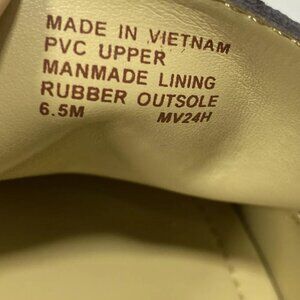 MADE IN VIETNAM
PVC UPPER
MANMADE LINING
RUBBER OUTSOLE
6.5M MV24H